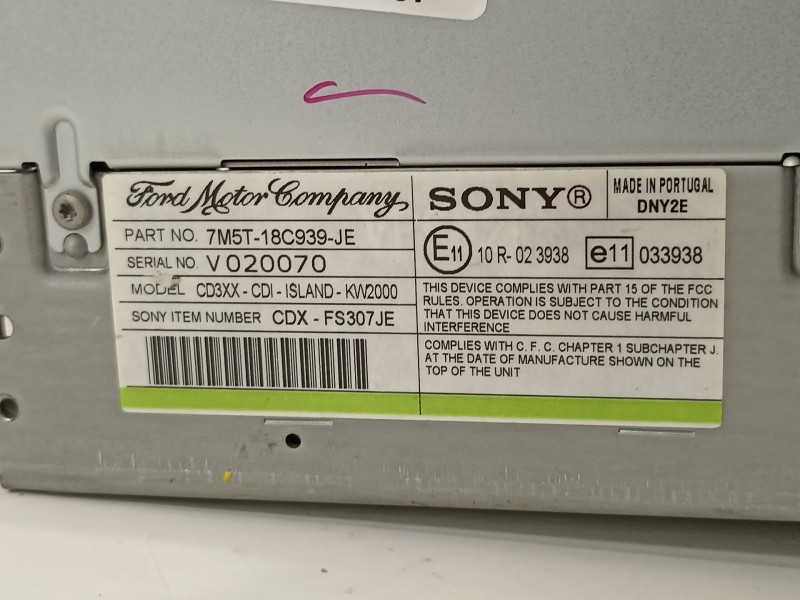 Ford Motor Company
SONY®
MADE IN PORTUGAL
DNY2E
PART NO. 7M5T-18C939-JE
SERIAL NO. V020070
MODEL CD3XX - CDI - ISLAND - KW2000
SONY ITEM NUMBER CDX - FS307JE
E11 10 R- 02 3938 e11 033938
THIS DEVICE COMPLIES WITH PART 15 OF THE FCC
RULES. OPERATION IS SUBJECT TO THE CONDITION
THAT THIS DEVICE DOES NOT CAUSE HARMFUL
INTERFERENCE
COMPLIES WITH C. F. C. CHAPTER 1 SUBCHAPTER J.
AT THE DATE OF MANUFACTURE SHOWN ON THE
TOP OF THE UNIT